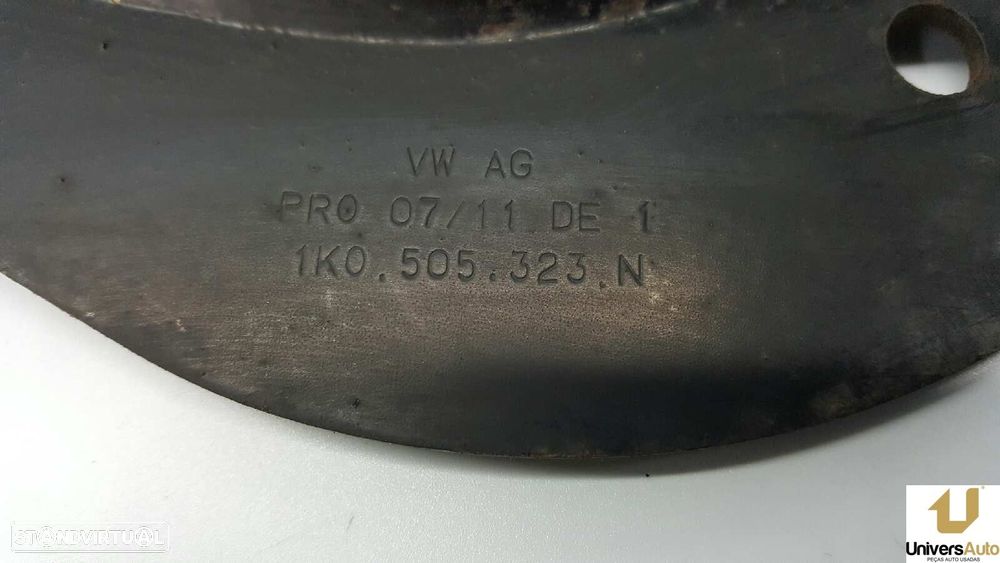 VW AG
PR0 07/11 DE 1
1K0.505.323.N
STANDVIRTUAL
UniversAuto
PEÇAS AUTO USADAS